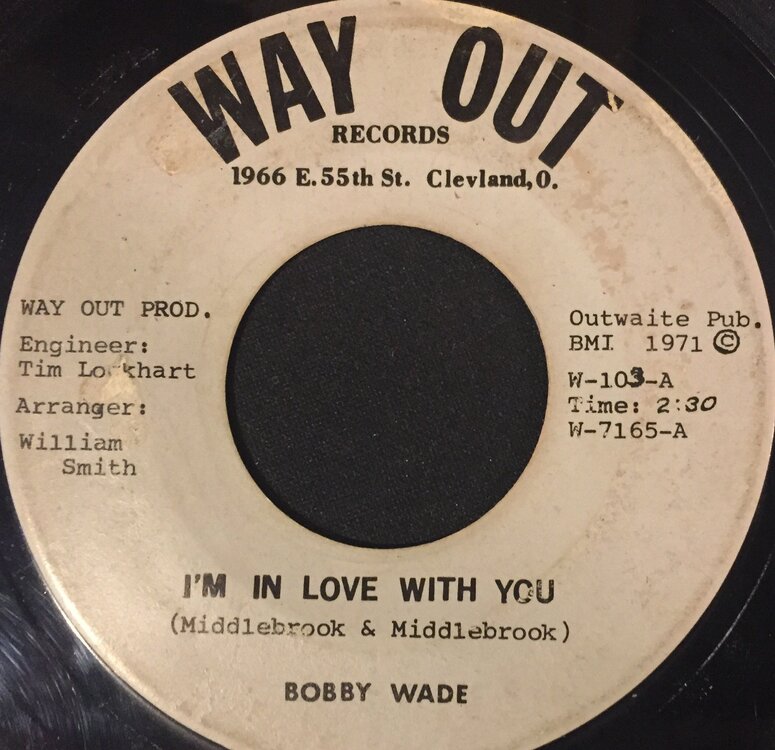 WAY OUT
RECORDS
1966 E. 55th St. Clevland, O.
WAY OUT PROD.
Engineer:
Tim Lockhart
Arranger:
William
Smith
Outwaite Pub.
BMI 1971 ©
W-103-A
Time: 2:30
W-7165-A
I'M IN LOVE WITH YOU
(Middlebrook & Middlebrook)
BOBBY WADE